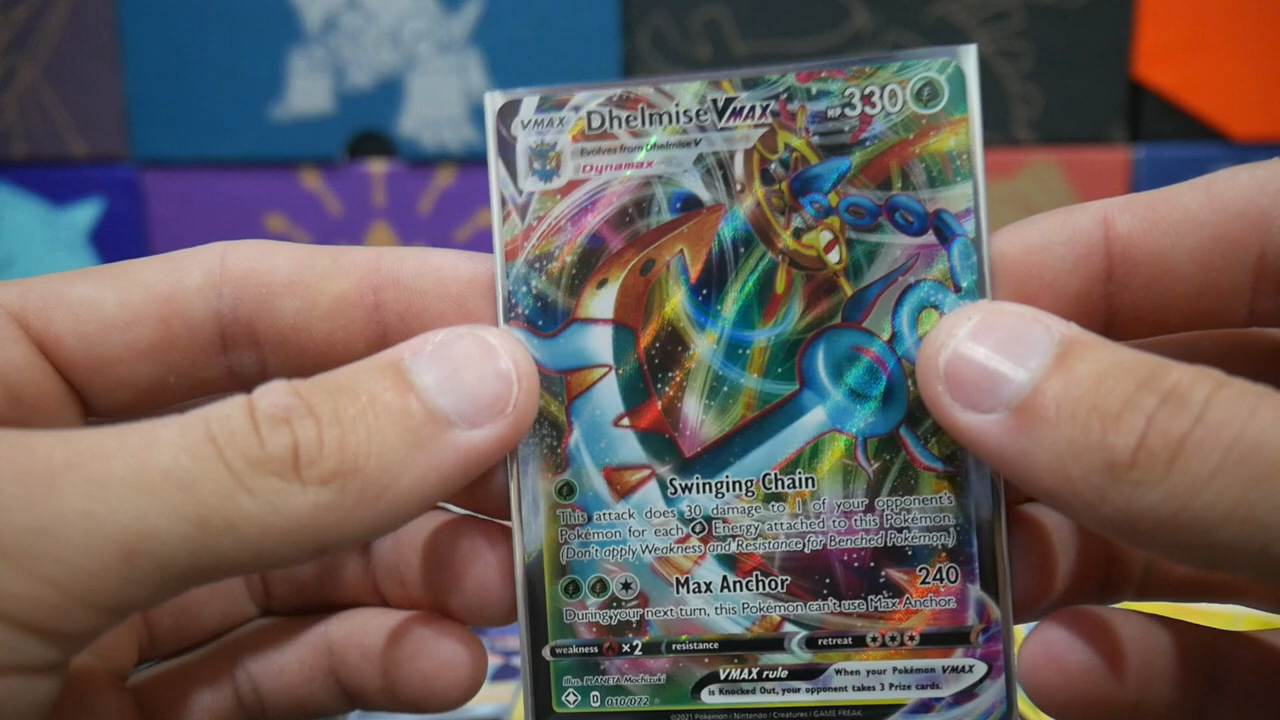 VMAX Dhelmise VMAX HP 330
Evolves from Dhelmise V
Dynamax
Swinging Chain
This attack does 30 damage to 1 of your opponent's
Pokémon for each Energy attached to this Pokémon.
(Don't apply Weakness and Resistance for Benched Pokémon.)
Max Anchor 240
During your next turn, this Pokémon can't use Max Anchor.
weakness ×2 resistance retreat
VMAX rule When your Pokémon VMAX
is Knocked Out, your opponent takes 3 Prize cards.
Illus. PLANETA Mochizuki
D 010/072
©2021 Pokémon / Nintendo / Creatures / GAME FREAK